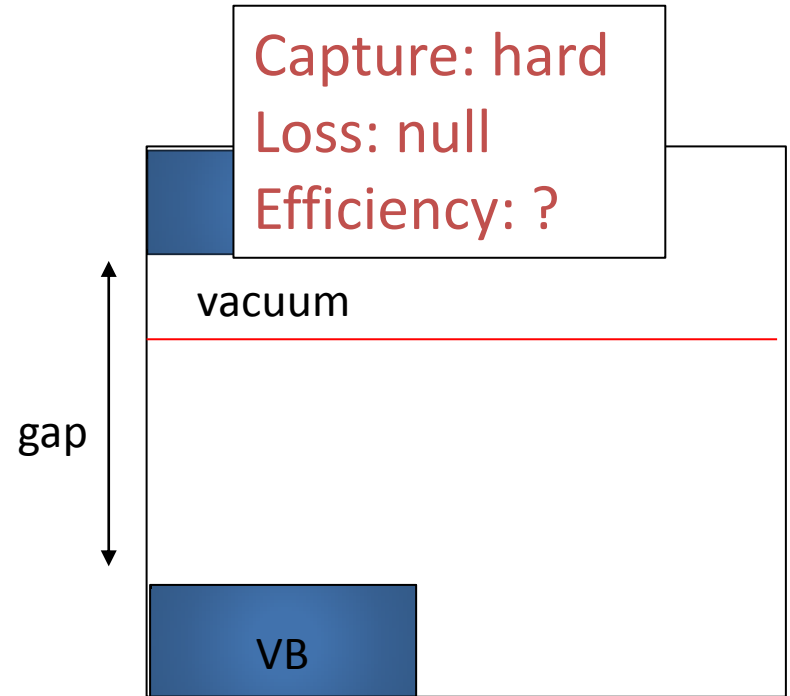 Capture: hard
Loss: null
Efficiency: ?
vacuum
gap
VB